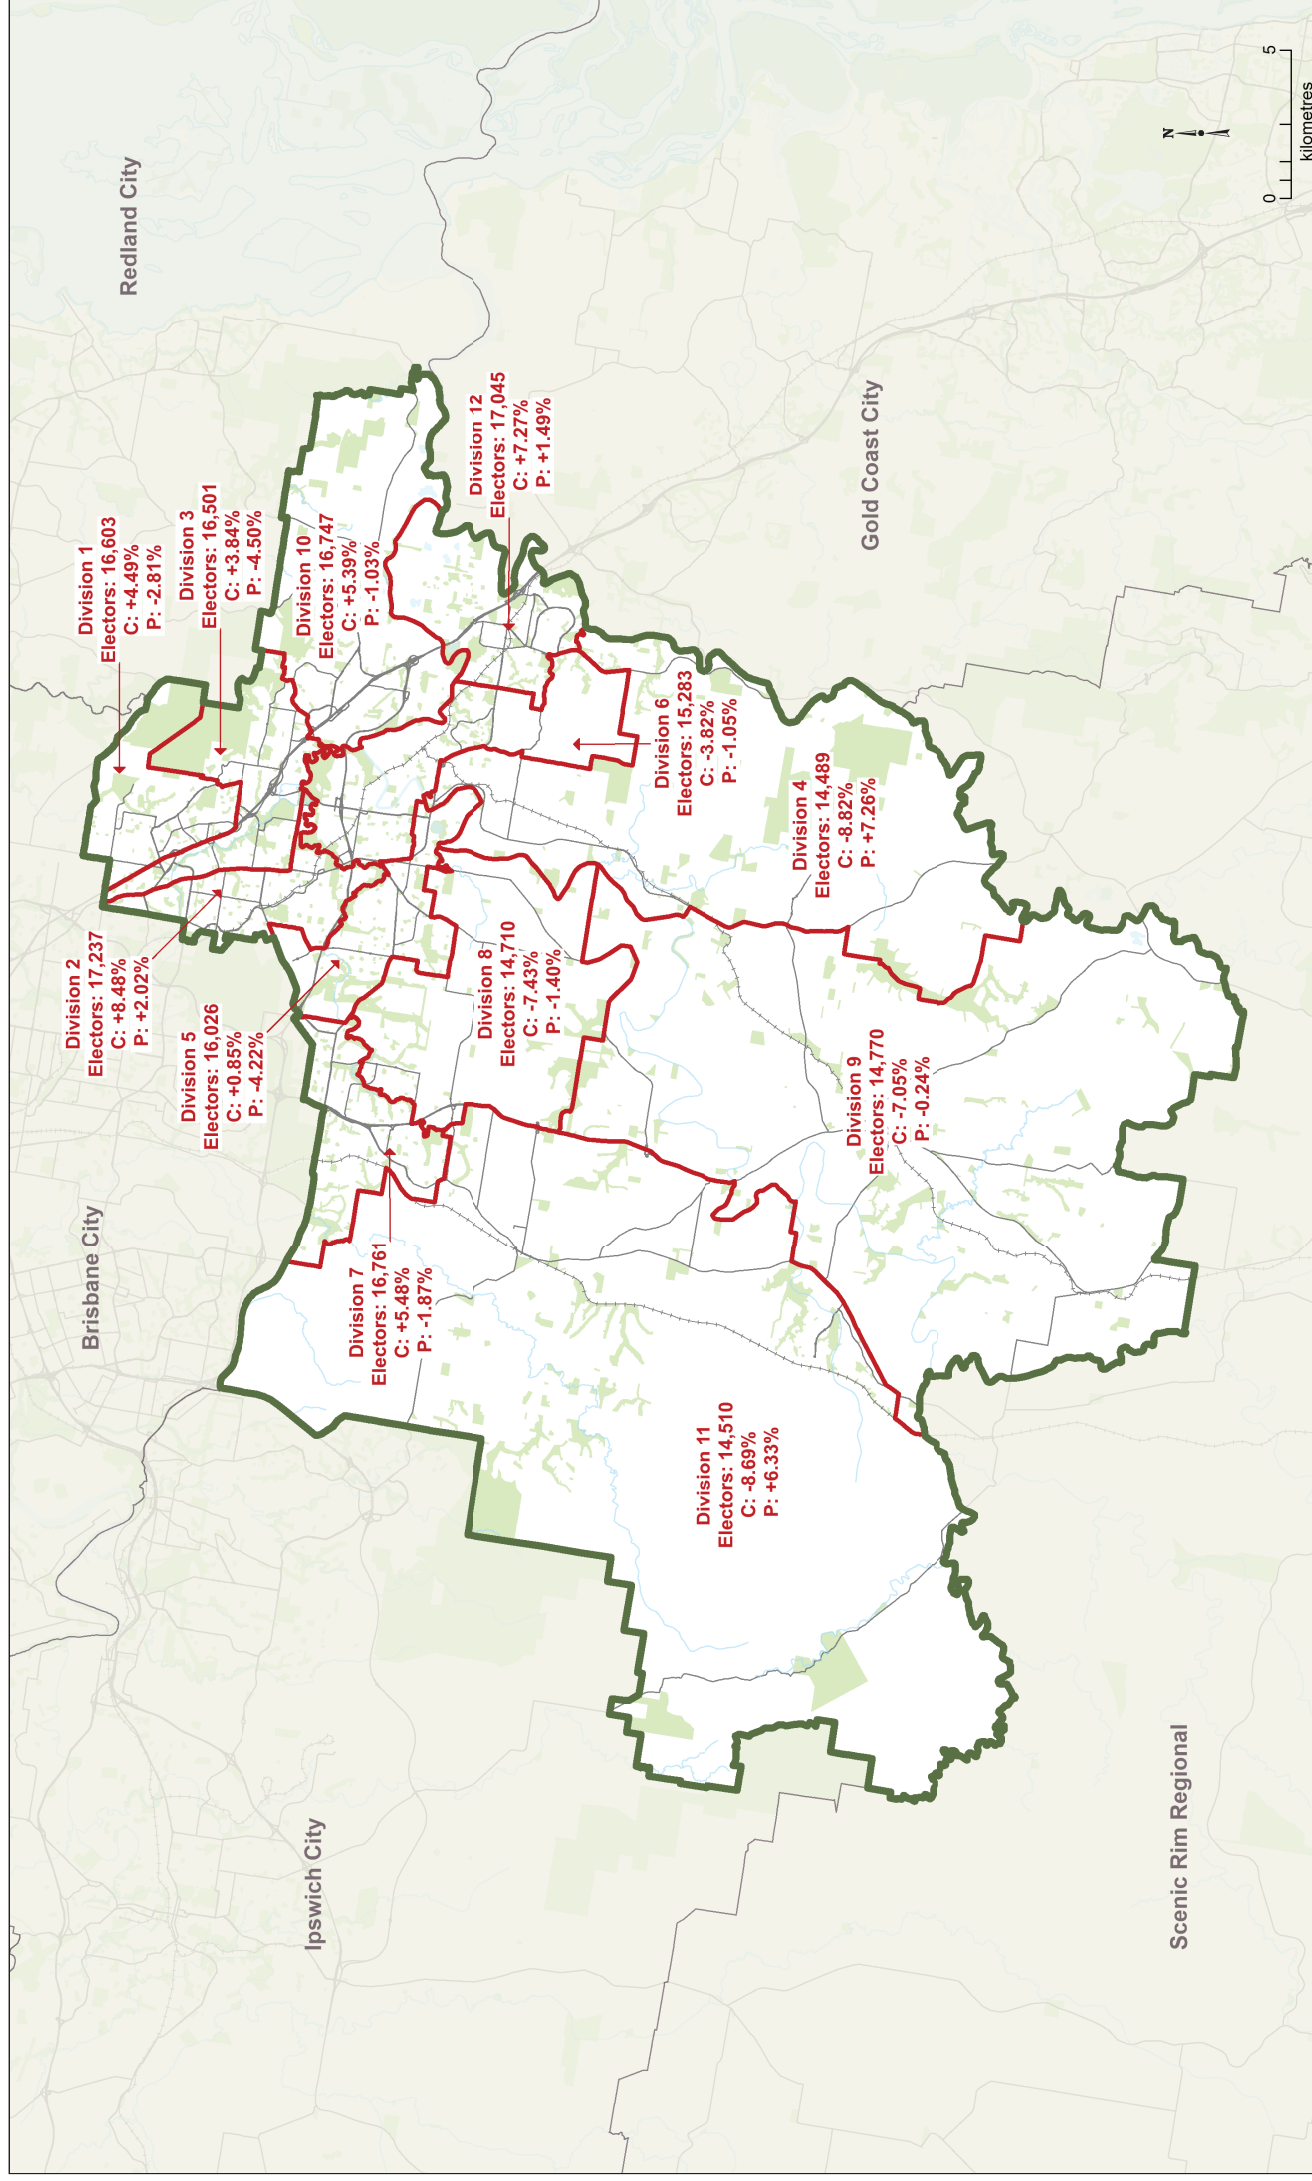 Ipswich City
Brisbane City
Redland City
Gold Coast City
Scenic Rim Regional
Division 1
Electors: 16,603
C: +4.49%
P: -2.81%
Division 2
Electors: 17,237
C: +8.48%
P: +2.02%
Division 3
Electors: 16,501
C: +3.84%
P: -4.50%
Division 5
Electors: 16,026
C: +0.85%
P: -4.22%
Division 10
Electors: 16,747
C: +5.39%
P: -1.03%
Division 7
Electors: 16,761
C: +5.48%
P: -1.87%
Division 12
Electors: 17,045
C: +7.27%
P: +1.49%
Division 8
Electors: 14,710
C: -7.43%
P: -1.40%
Division 6
Electors: 15,283
C: -3.82%
P: -1.05%
Division 11
Electors: 14,510
C: -8.69%
P: +6.33%
Division 4
Electors: 14,489
C: -8.82%
P: +7.26%
Division 9
Electors: 14,770
C: -7.05%
P: -0.24%
N
0 5
kilometres